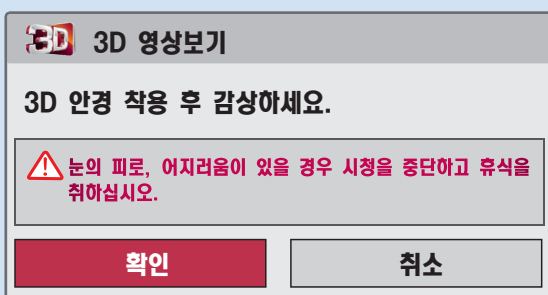 3D 3D 영상보기
3D 안경 착용 후 감상하세요.
눈의 피로, 어지러움이 있을 경우 시청을 중단하고 휴식을
취하십시오.
확인 취소